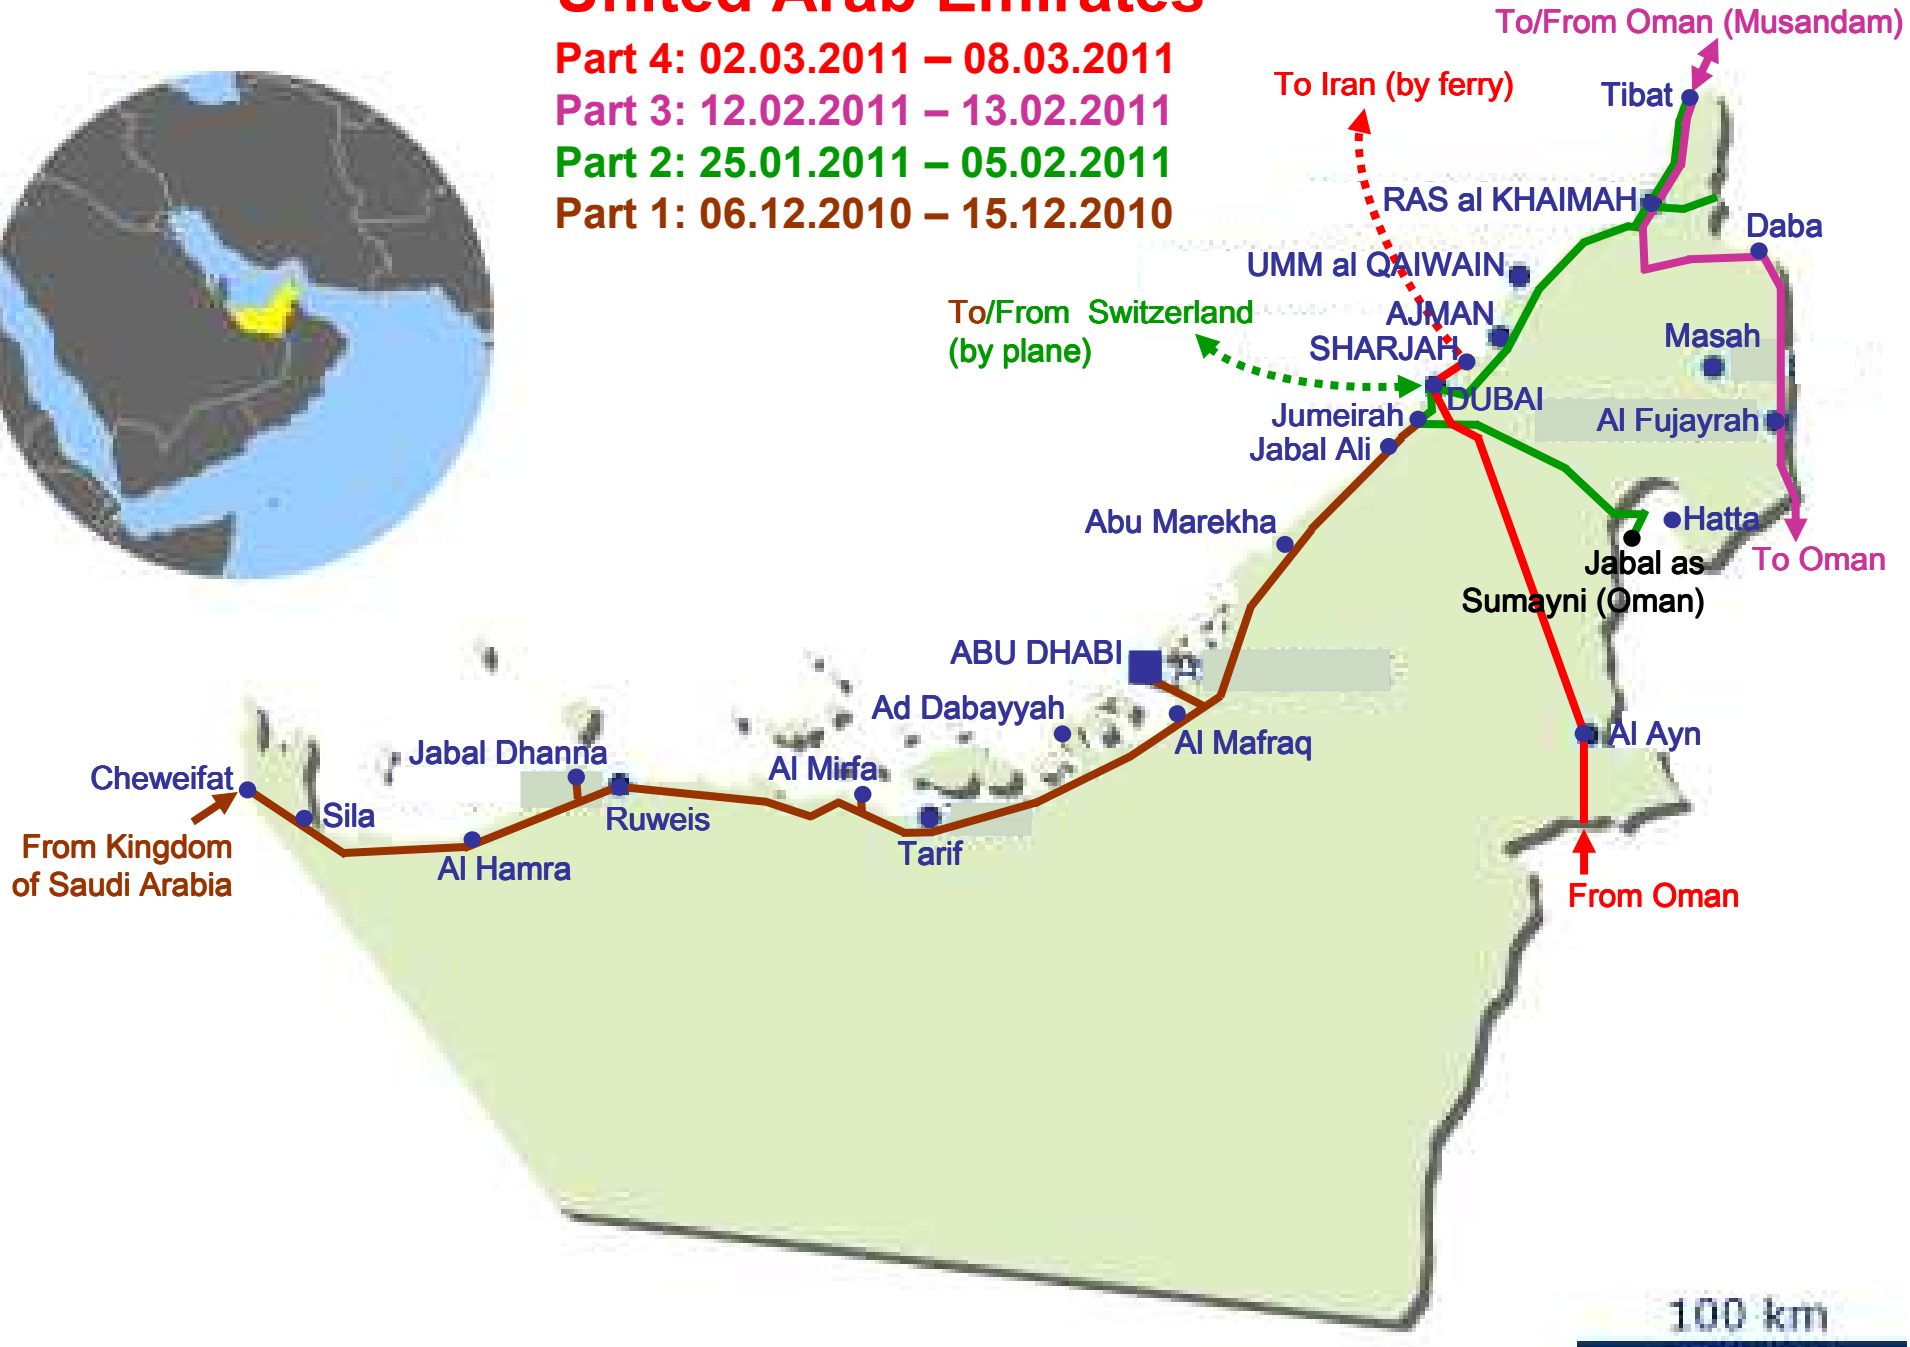 United Arab Emirates
Part 4: 02.03.2011 – 08.03.2011
Part 3: 12.02.2011 – 13.02.2011
Part 2: 25.01.2011 – 05.02.2011
Part 1: 06.12.2010 – 15.12.2010
To/From Oman (Musandam)
To Iran (by ferry)
Tibat
RAS al KHAIMAH
Daba
UMM al QAIWAIN
To/From Switzerland
(by plane)
AJMAN
SHARJAH
Masah
DUBAI
Jumeirah
Al Fujayrah
Jabal Ali
Abu Marekha
Hatta
To Oman
Jabal as
Sumayni (Oman)
ABU DHABI
Ad Dabayyah
Al Mafraq
Al Ayn
Jabal Dhanna
Al Mirfa
Cheweifat
Sila
Ruweis
From Kingdom
of Saudi Arabia
Al Hamra
Tarif
From Oman
100 km